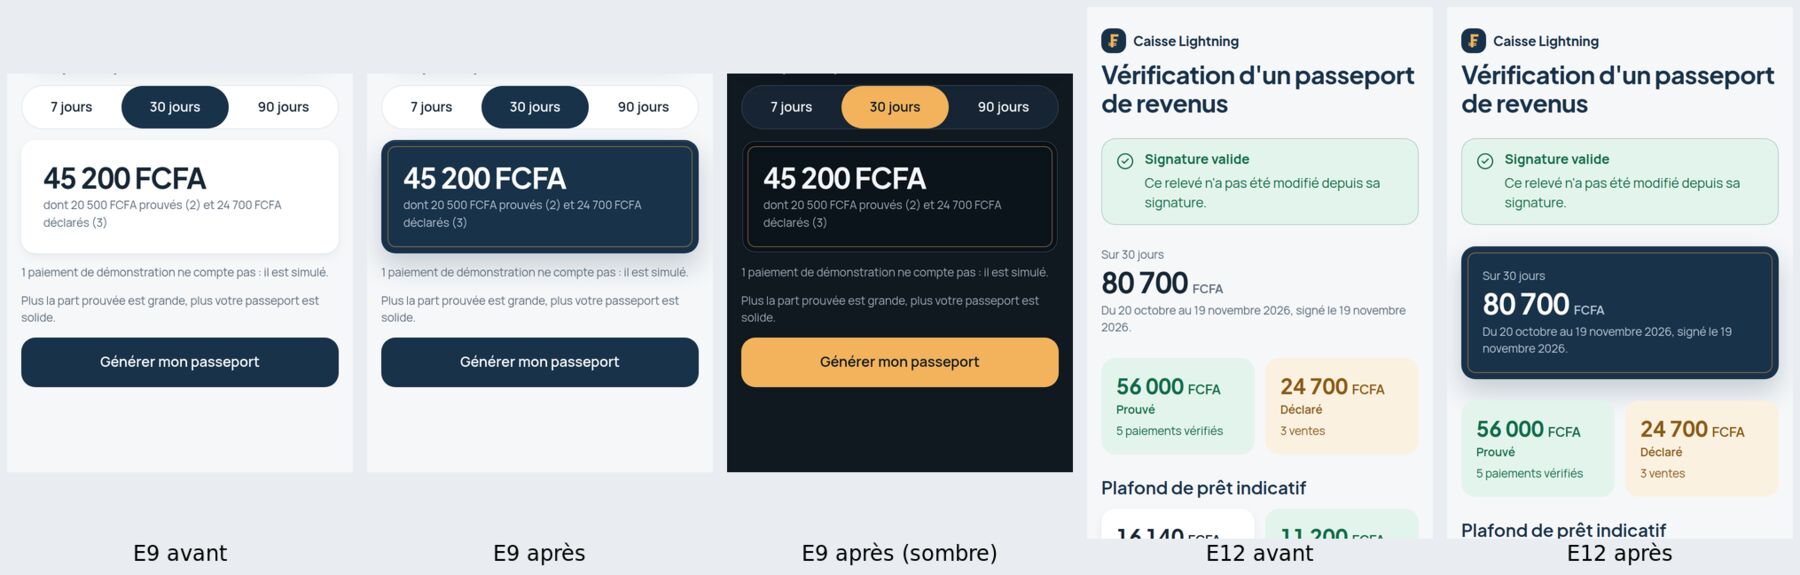 7 jours
30 jours
90 jours
45 200 FCFA
dont 20 500 FCFA prouvés (2) et 24 700 FCFA
déclarés (3)
1 paiement de démonstration ne compte pas : il est simulé.
Plus la part prouvée est grande, plus votre passeport est
solide.
Générer mon passeport
E9 avant
7 jours
30 jours
90 jours
45 200 FCFA
dont 20 500 FCFA prouvés (2) et 24 700 FCFA
déclarés (3)
1 paiement de démonstration ne compte pas : il est simulé.
Plus la part prouvée est grande, plus votre passeport est
solide.
Générer mon passeport
E9 après
7 jours
30 jours
90 jours
45 200 FCFA
dont 20 500 FCFA prouvés (2) et 24 700 FCFA
déclarés (3)
1 paiement de démonstration ne compte pas : il est simulé.
Plus la part prouvée est grande, plus votre passeport est
solide.
Générer mon passeport
E9 après (sombre)
Caisse Lightning
Vérification d'un passeport
de revenus
Signature valide
Ce relevé n'a pas été modifié depuis sa
signature.
Sur 30 jours
80 700 FCFA
Du 20 octobre au 19 novembre 2026, signé le 19 novembre
2026.
56 000 FCFA
Prouvé
5 paiements vérifiés
24 700 FCFA
Déclaré
3 ventes
Plafond de prêt indicatif
16 140 FCFA
11 200 FCFA
E12 avant
Caisse Lightning
Vérification d'un passeport
de revenus
Signature valide
Ce relevé n'a pas été modifié depuis sa
signature.
Sur 30 jours
80 700 FCFA
Du 20 octobre au 19 novembre 2026, signé le 19
novembre 2026.
56 000 FCFA
Prouvé
5 paiements vérifiés
24 700 FCFA
Déclaré
3 ventes
Plafond de prêt indicatif
E12 après